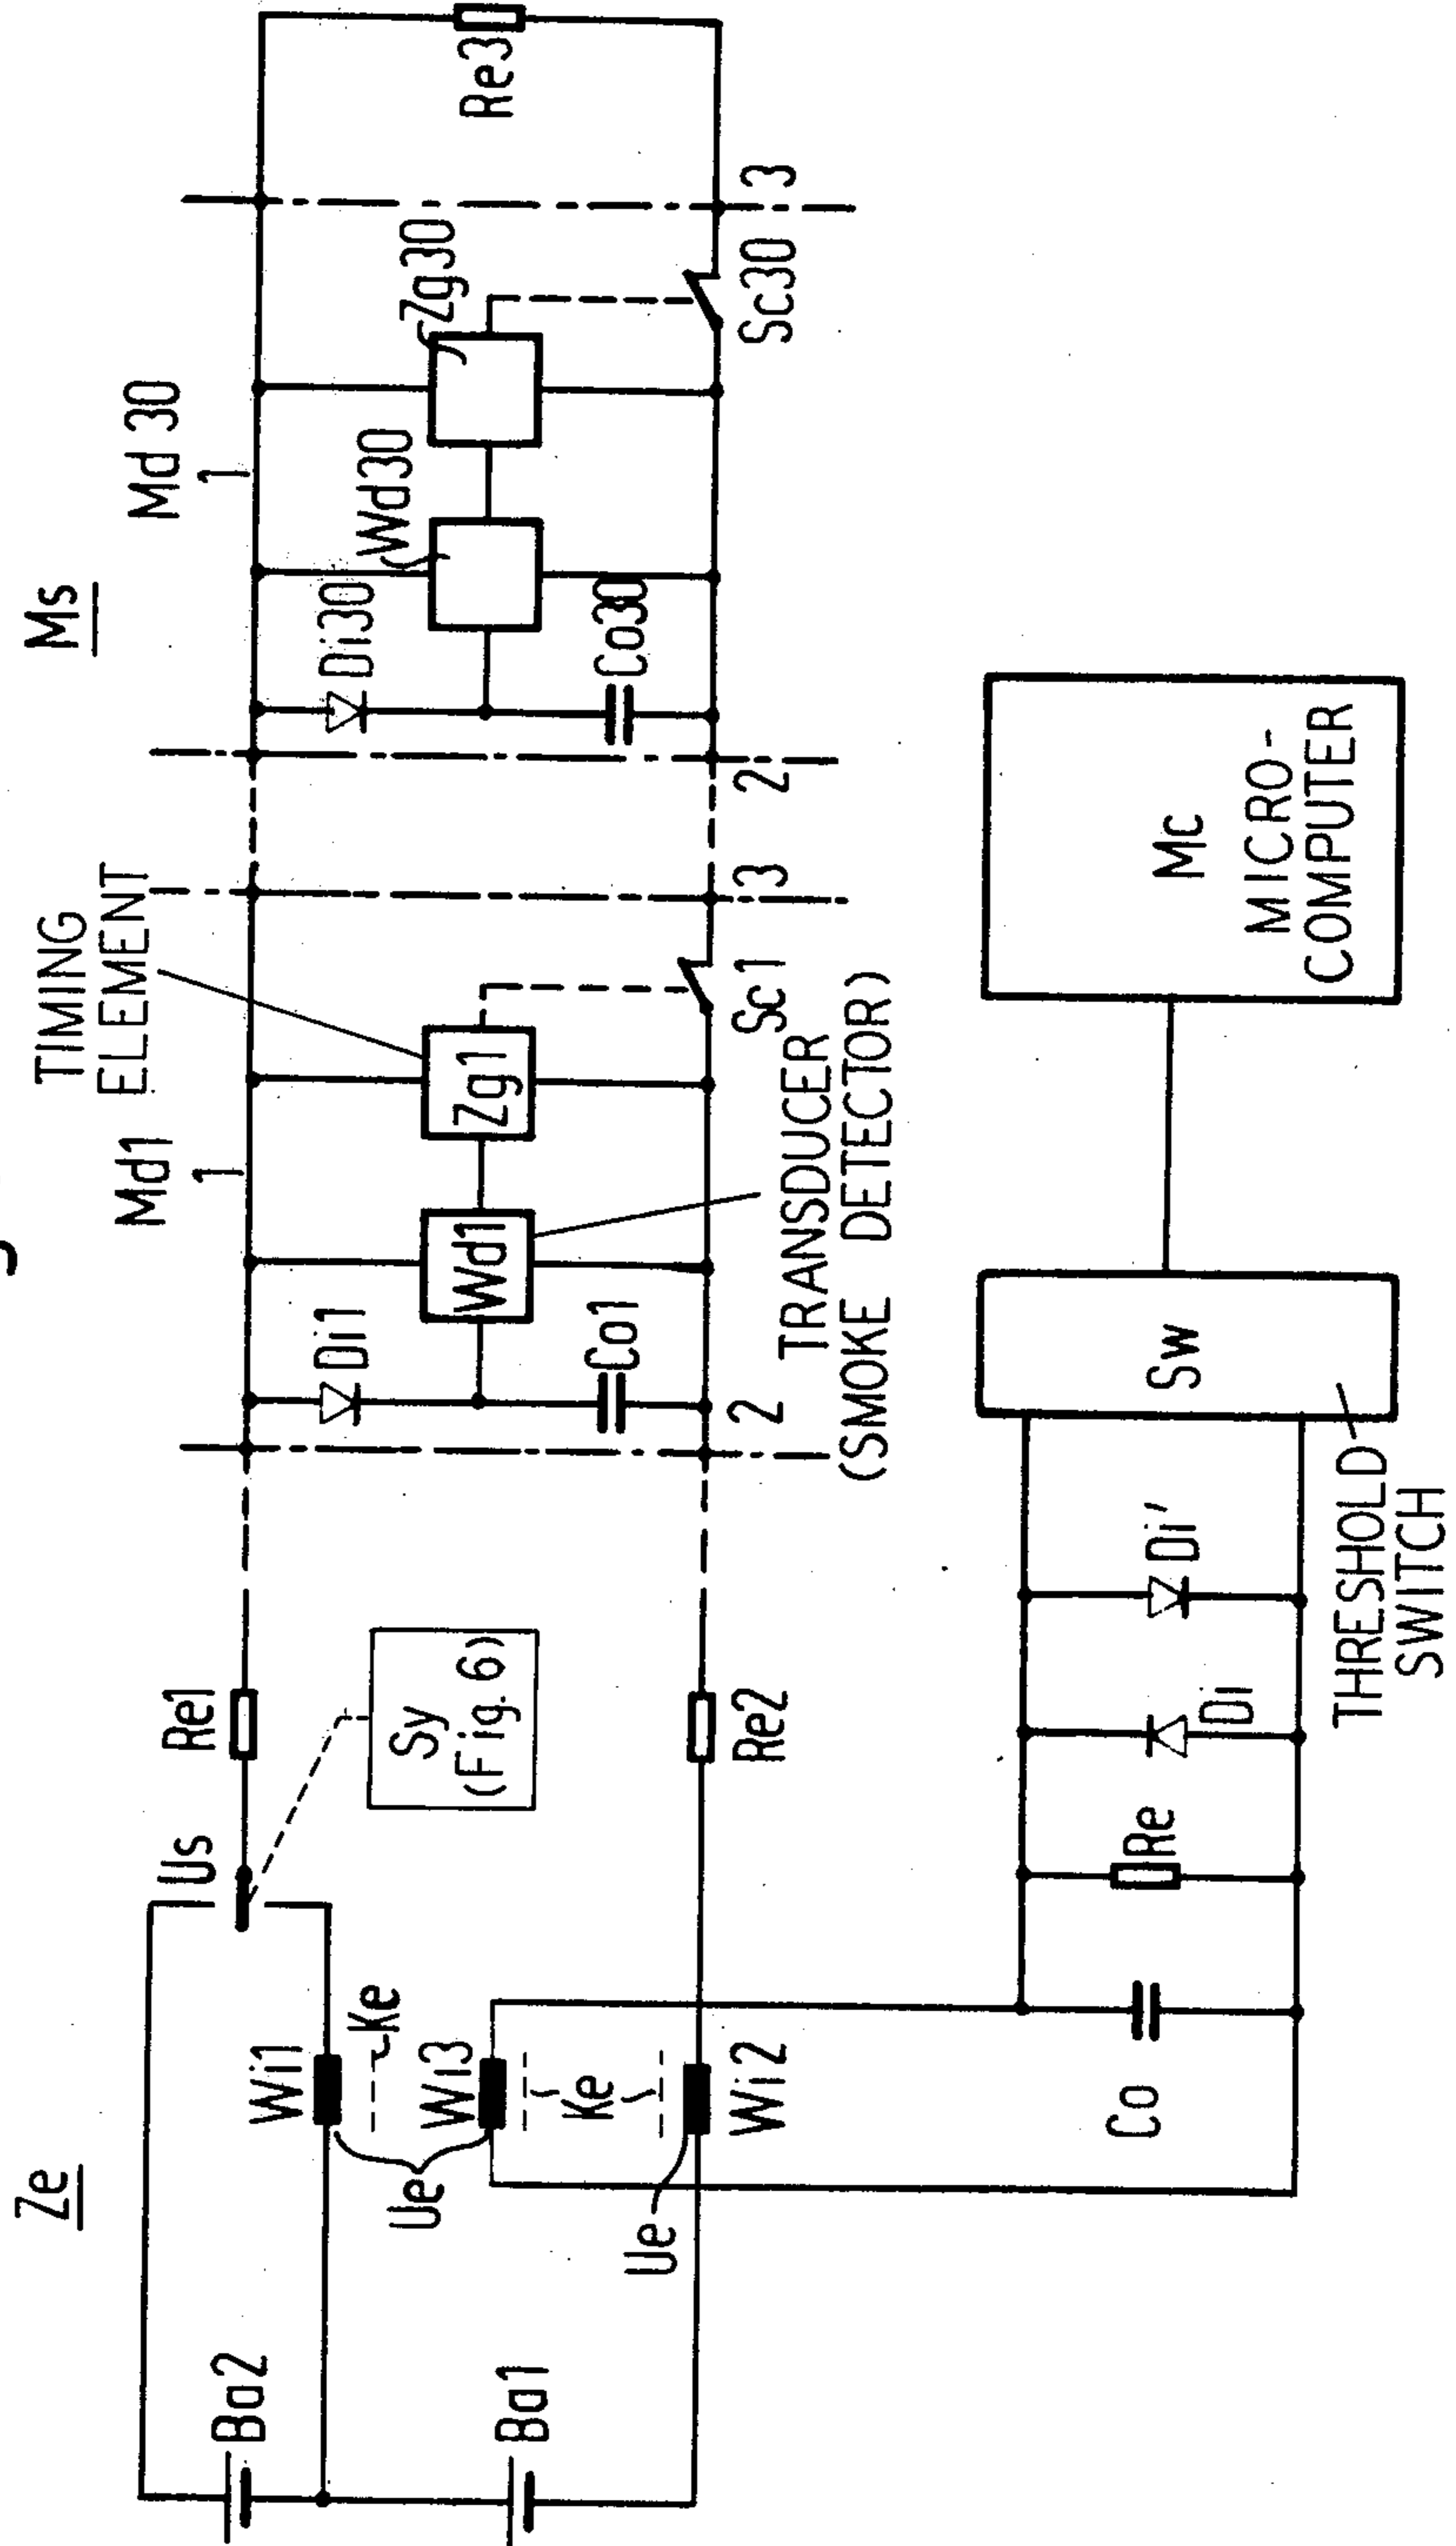 Ze
Ms
Ba2
Ba1
Wi1
Ke
Wi3
Ke
Wi2
Ue
Ue
Us
Re1
Sy
(Fig. 6)
Re2
Md1
1
TIMING
ELEMENT
Di1
Wd1
Zg1
Co1
2
Sc1
3
TRANSDUCER
(SMOKE DETECTOR)
Md 30
1
Di30
Wd30
Zg30
Co30
2
Sc30
3
Re3
Co
Re
Di
Di'
Sw
THRESHOLD
SWITCH
Mc
MICRO-
COMPUTER